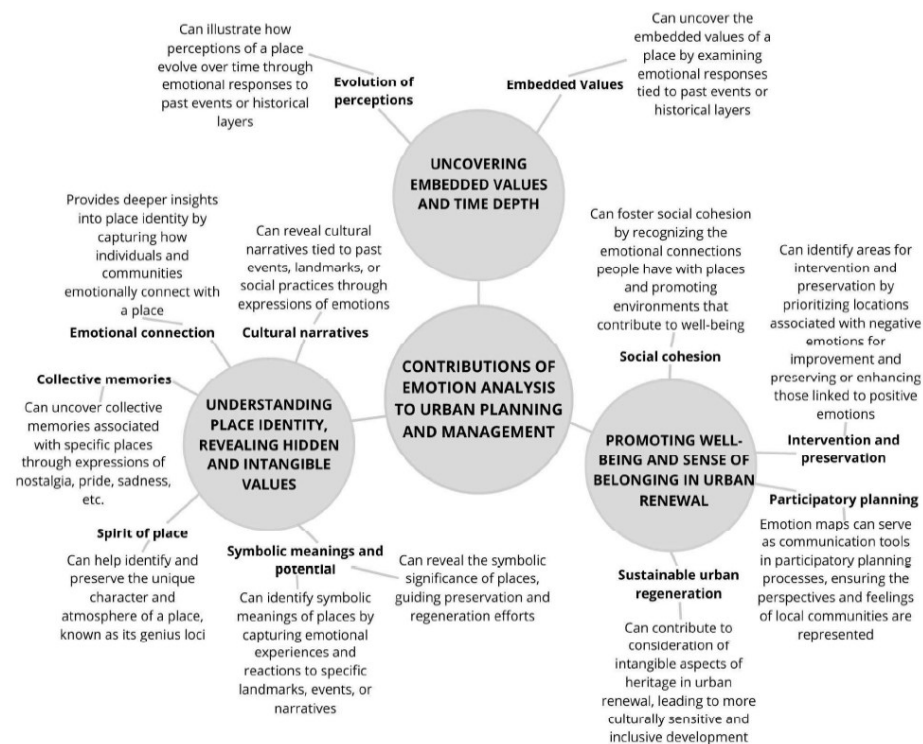 Can illustrate how
perceptions of a place
evolve over time through
emotional responses to
past events or historical
layers
Evolution of
perceptions
Can uncover the
embedded values of a
place by examining
emotional responses
tied to past events or
historical layers
Embedded Values
UNCOVERING
EMBEDDED VALUES
AND TIME DEPTH
Provides deeper insights
into place identity by
capturing how
individuals and
communities
emotionally connect with
a place
Emotional connection
Can reveal cultural
narratives tied to past
events, landmarks, or
social practices through
expressions of emotions
Cultural narratives
Collective memories
Can uncover collective
memories associated
with specific places
through expressions of
nostalgia, pride, sadness,
etc.
UNDERSTANDING
PLACE IDENTITY,
REVEALING HIDDEN
AND INTANGIBLE
VALUES
Spirit of place
Can help identify and
preserve the unique
character and
atmosphere of a place,
known as its genius loci
Symbolic meanings and
potential
Can identify symbolic
meanings of places by
capturing emotional
experiences and
reactions to specific
landmarks, events, or
narratives
Can reveal the symbolic
significance of places,
guiding preservation and
regeneration efforts
CONTRIBUTIONS OF
EMOTION ANALYSIS
TO URBAN PLANNING
AND MANAGEMENT
Can foster social cohesion
by recognizing the
emotional connections
people have with places
and promoting
environments that
contribute to well-being
Social cohesion
PROMOTING WELL-
BEING AND SENSE OF
BELONGING IN URBAN
RENEWAL
Can identify areas for
intervention and
preservation by
prioritizing locations
associated with negative
emotions for
improvement and
preserving or enhancing
those linked to positive
emotions
Intervention and
preservation
Participatory planning
Emotion maps can serve
as communication tools
in participatory planning
processes, ensuring the
perspectives and feelings
of local communities are
represented
Sustainable urban
regeneration
Can contribute to
consideration of
intangible aspects of
heritage in urban
renewal, leading to more
culturally sensitive and
inclusive development